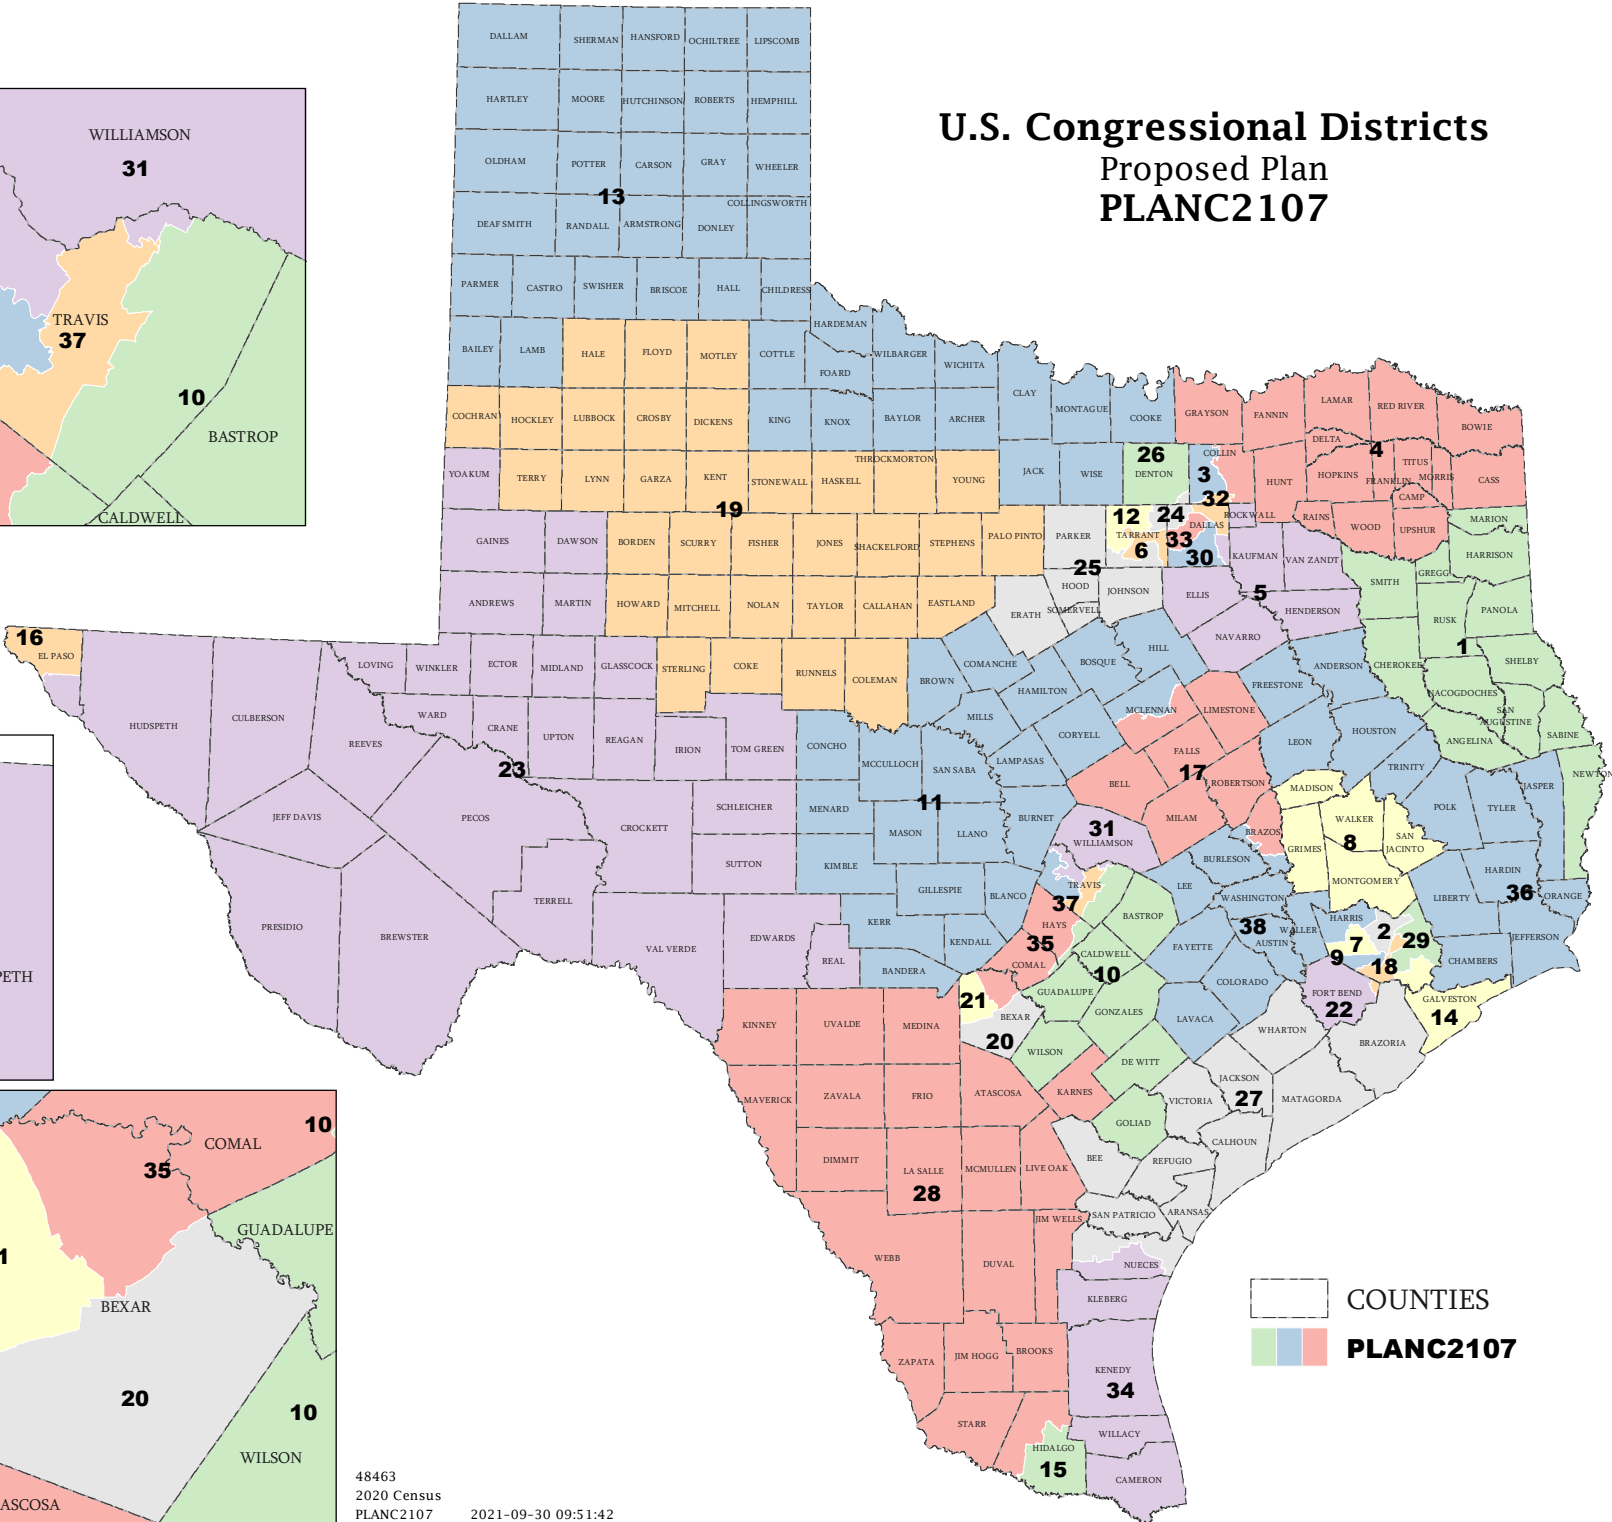 U.S. Congressional Districts
Proposed Plan
PLANC2107
WILLIAMSON
31
TRAVIS
37
10
BASTROP
CALDWELL
PETH
10
COMAL
35
GUADALUPE
1
BEXAR
20
10
WILSON
ASCOSA
48463
2020 Census
PLANC2107 2021-09-30 09:51:42
COUNTIES
PLANC2107
DALLAM SHERMAN HANSFORD OCHILTREE LIPSCOMB
HARTLEY MOORE HUTCHINSON ROBERTS HEMPHILL
OLDHAM POTTER CARSON GRAY WHEELER
13
COLLINGSWORTH
DEAF SMITH RANDALL ARMSTRONG DONLEY
PARMER CASTRO SWISHER BRISCOE HALL CHILDRESS
HARDEMAN
BAILEY LAMB HALE FLOYD MOTLEY COTTLE FOARD WILBARGER WICHITA
CLAY MONTAGUE COOKE GRAYSON FANNIN LAMAR RED RIVER BOWIE
COCHRAN HOCKLEY LUBBOCK CROSBY DICKENS KING KNOX BAYLOR ARCHER
DELTA 4
THROCKMORTON
26 COLLIN
YOAKUM TERRY LYNN GARZA KENT STONEWALL HASKELL YOUNG JACK WISE DENTON 3 HUNT HOPKINS FRANKLIN TITUS MORRIS CASS
CAMP
32
19
12 24 ROCKWALL RAINS WOOD UPSHUR MARION
GAINES DAWSON BORDEN SCURRY FISHER JONES SHACKELFORD STEPHENS PALO PINTO PARKER TARRANT DALLAS
33 6 30
KAUFMAN VAN ZANDT HARRISON
25
SMITH GREGG
ANDREWS MARTIN HOWARD MITCHELL NOLAN TAYLOR CALLAHAN EASTLAND ERATH HOOD SOMERVELL JOHNSON ELLIS 5 HENDERSON RUSK PANOLA
16
EL PASO
NAVARRO
1
LOVING WINKLER ECTOR MIDLAND GLASSCOCK STERLING COKE RUNNELS COLEMAN BROWN COMANCHE BOSQUE HILL ANDERSON CHEROKEE SHELBY
HAMILTON FREESTONE NACOGDOCHES
HUDSPETH CULBERSON REEVES WARD CRANE UPTON REAGAN IRION TOM GREEN CONCHO MILLS MCLENNAN LIMESTONE SAN AUGUSTINE
CORYELL LEON HOUSTON ANGELINA SABINE
23
MCCULLOCH SAN SABA LAMPASAS FALLS 17 TRINITY NEWTON
JEFF DAVIS PECOS CROCKETT SCHLEICHER MENARD 11 BELL ROBERTSON MADISON POLK TYLER JASPER
MASON LLANO BURNET MILAM BRAZOS WALKER SAN JACINTO
31
WILLIAMSON
8
GRIMES
SUTTON KIMBLE BURLESON MONTGOMERY HARDIN
TERRELL GILLESPIE BLANCO TRAVIS LEE WASHINGTON LIBERTY 36 ORANGE
37
PRESIDIO BREWSTER VAL VERDE EDWARDS KERR HAYS BASTROP 38 HARRIS
35 2
REAL KENDALL FAYETTE AUSTIN WALLER 7 29 JEFFERSON
9 18
BANDERA COMAL CALDWELL 10 COLORADO CHAMBERS
21 GUADALUPE FORT BEND GALVESTON
22 14
KINNEY UVALDE MEDINA BEXAR GONZALES LAVACA WHARTON
20 WILSON BRAZORIA
DE WITT
MAVERICK ZAVALA FRIO ATASCOSA KARNES JACKSON
VICTORIA 27 MATAGORDA
GOLIAD
CALHOUN
DIMMIT LA SALLE MCMULLEN LIVE OAK BEE REFUGIO
28
JIM WELLS SAN PATRICIO ARANSAS
WEBB DUVAL NUECES
KLEBERG
ZAPATA JIM HOGG BROOKS KENEDY
34
STARR HIDALGO WILLACY
15
CAMERON